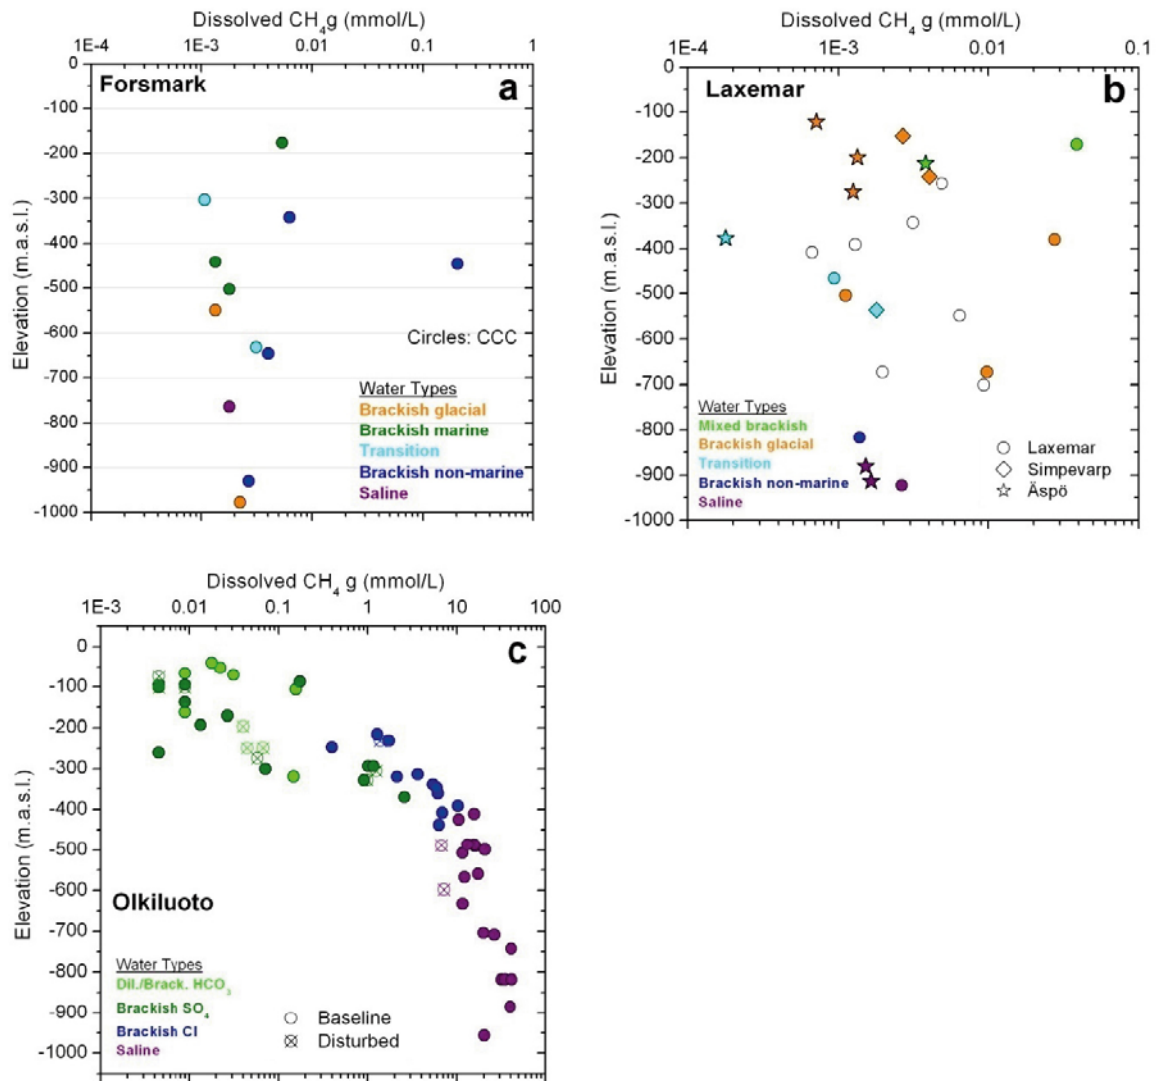 Dissolved CH₄g (mmol/L)
1E-4 1E-3 0.01 0.1 1
0
-100
-200
-300
-400
-500
-600
-700
-800
-900
-1000
Elevation (m.a.s.l.)
Forsmark a
Circles: CCC
Water Types
Brackish glacial
Brackish marine
Transition
Brackish non-marine
Saline
Dissolved CH₄ g (mmol/L)
1E-4 1E-3 0.01 0.1
0
-100
-200
-300
-400
-500
-600
-700
-800
-900
-1000
Elevation (m.a.s.l.)
Laxemar b
Water Types
Mixed brackish
Brackish glacial
Transition
Brackish non-marine
Saline
Laxemar
Simpevarp
Äspö
Dissolved CH₄ g (mmol/L)
1E-3 0.01 0.1 1 10 100
0
-100
-200
-300
-400
-500
-600
-700
-800
-900
-1000
Elevation (m.a.s.l.)
c
Olkiluoto
Water Types
Dil./Brack. HCO₃
Brackish SO₄
Brackish Cl
Saline
Baseline
Disturbed